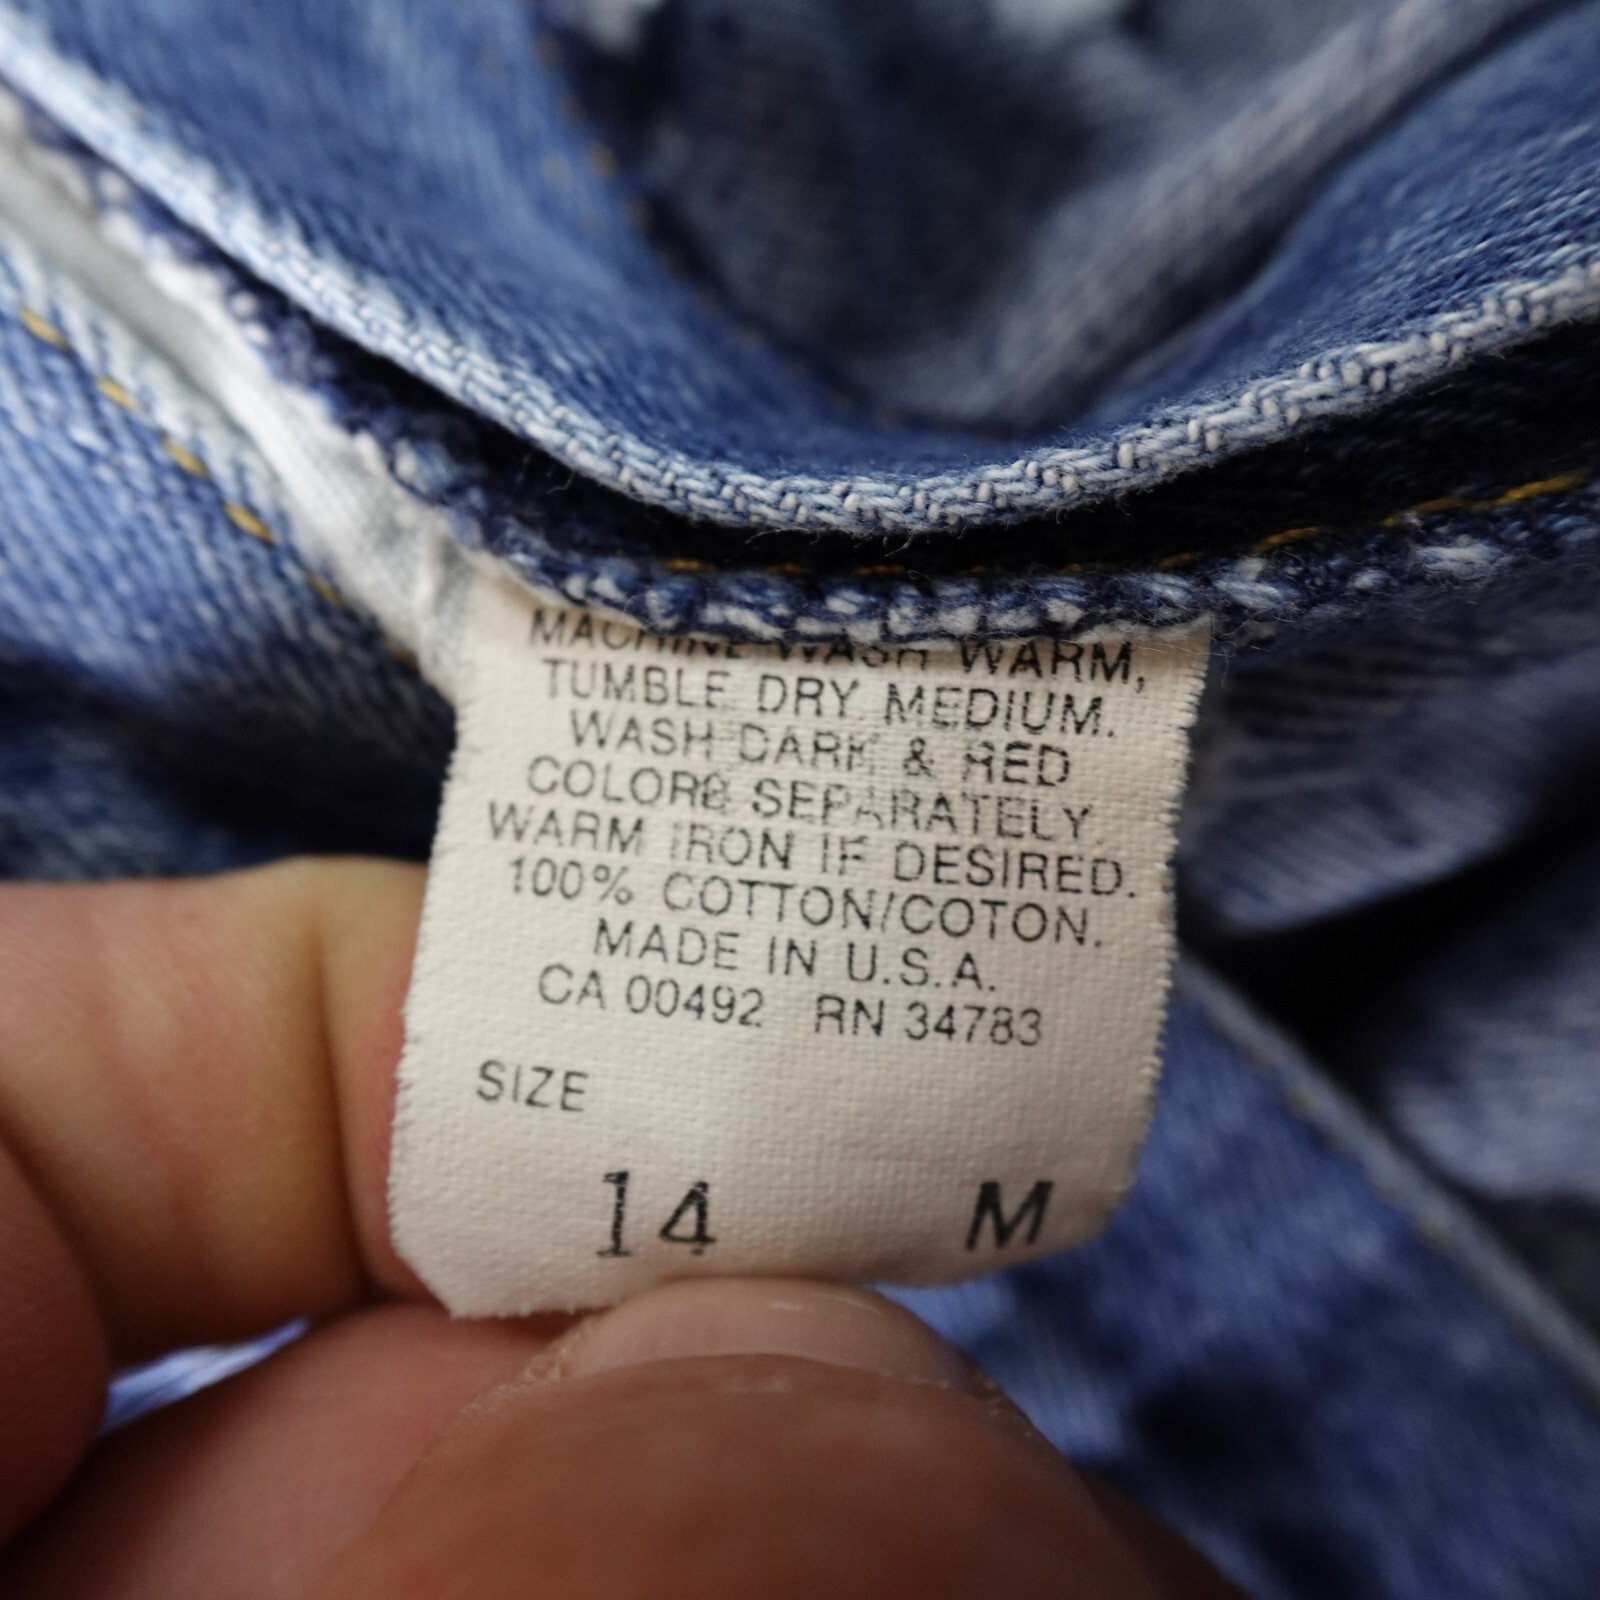 MACHINE WASH WARM,
TUMBLE DRY MEDIUM.
WASH DARK & RED
COLORS SEPARATELY.
WARM IRON IF DESIRED.
100% COTTON/COTON.
MADE IN U.S.A.
CA 00492 RN 34783
SIZE
14 M